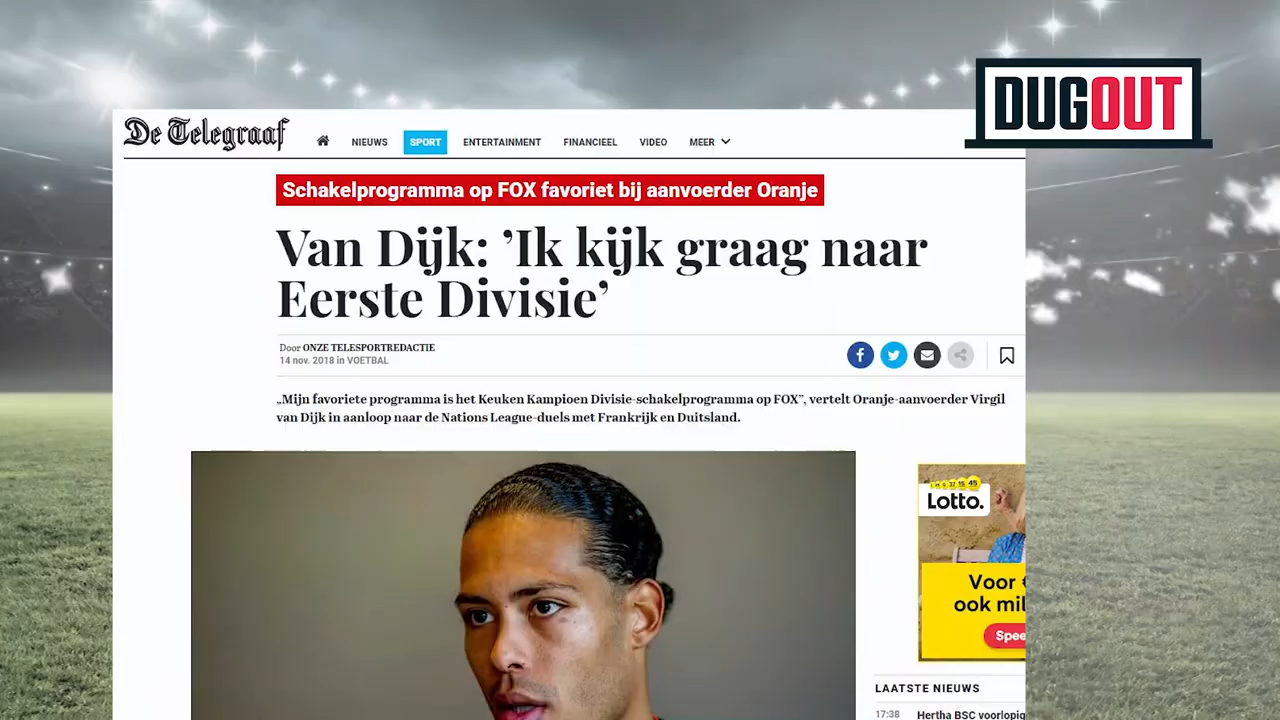 DUGOUT
De Telegraaf
NIEUWS SPORT ENTERTAINMENT FINANCIEEL VIDEO MEER
Schakelprogramma op FOX favoriet bij aanvoerder Oranje
Van Dijk: ’Ik kijk graag naar
Eerste Divisie’
Door ONZE TELESPORTREDACTIE
14 nov. 2018 in VOETBAL
„Mijn favoriete programma is het Keuken Kampioen Divisie-schakelprogramma op FOX”, vertelt Oranje-aanvoerder Virgil
van Dijk in aanloop naar de Nations League-duels met Frankrijk en Duitsland.
45
Lotto.
Voor
ook mil
Spee
LAATSTE NIEUWS
17:38 Hertha BSC voorlopig